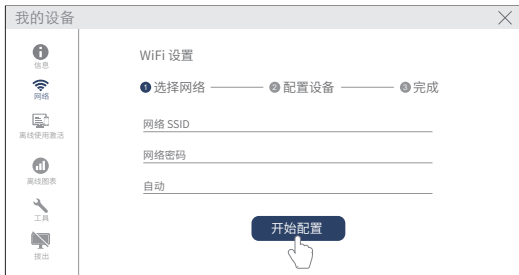 我的设备
信息
网络
离线使用激活
离线图表
工具
拔出
WiFi 设置
1 选择网络 2 配置设备 3 完成
网络 SSID
网络密码
自动
开始配置